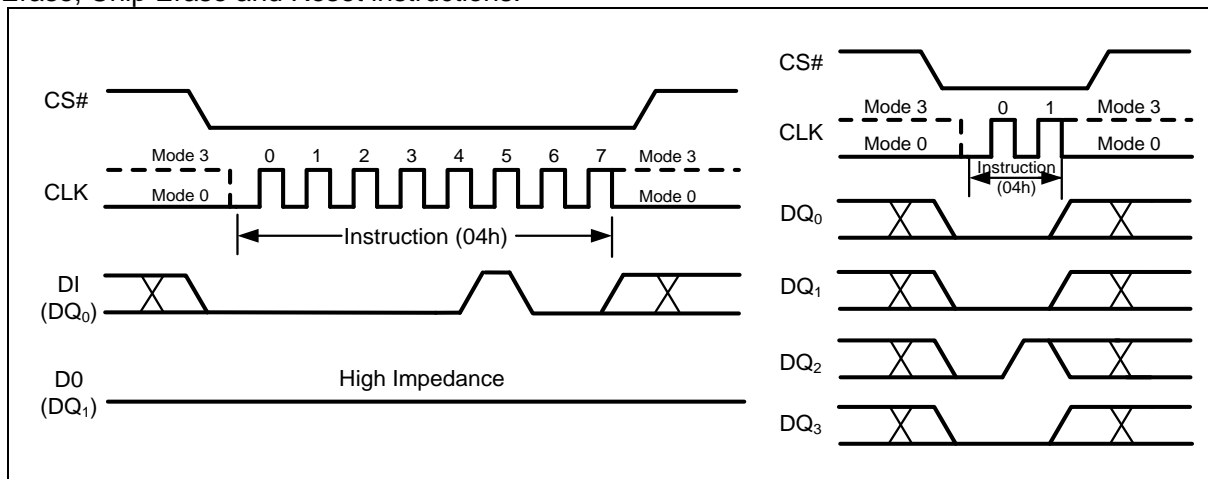 Erase, Chip Erase and Reset instructions.
CS#
Mode 3 0 1 2 3 4 5 6 7 Mode 3
CLK
Mode 0 Mode 0
Instruction (04h)
DI
(DQ₀)
High Impedance
D0
(DQ₁)
CS#
Mode 3 0 1 Mode 3
CLK
Mode 0 Mode 0
Instruction
(04h)
DQ₀
DQ₁
DQ₂
DQ₃